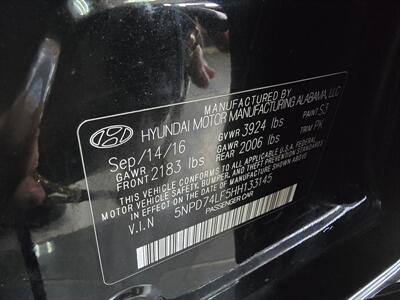 MANUFACTURED BY
HYUNDAI MOTOR MANUFACTURING ALABAMA, LLC
Sep/14/16 GVWR 3924 lbs PAINT S3
GAWR FRONT 2183 lbs GAWR REAR 2006 lbs TRIM PK
THIS VEHICLE CONFORMS TO ALL APPLICABLE U.S.A. FEDERAL
MOTOR VEHICLE SAFETY, BUMPER, AND THEFT PREVENTION STANDARDS
IN EFFECT ON THE DATE OF MANUFACTURE SHOWN ABOVE.
V.I.N 5NPD74LF5HH133145
PASSENGER CAR